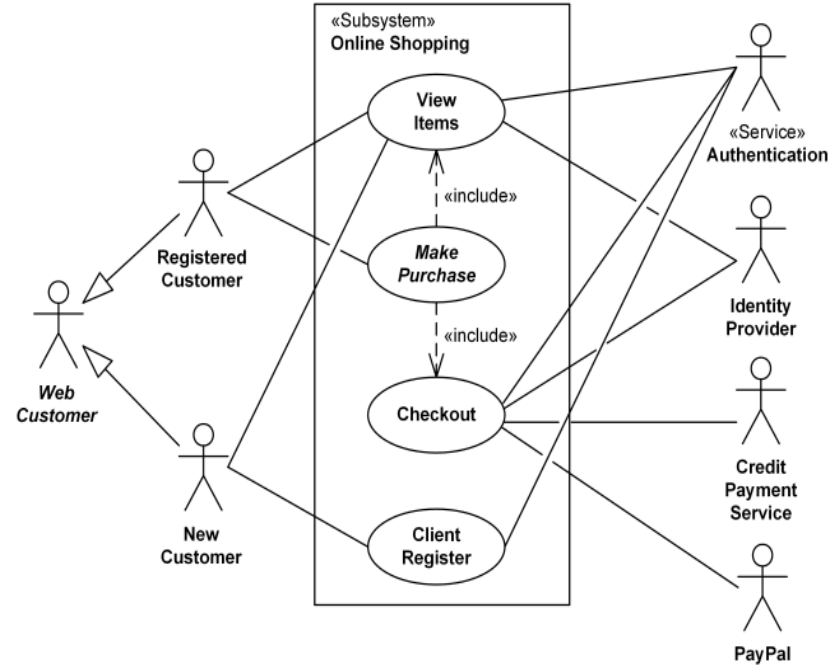 «Subsystem»
Online Shopping
View
Items
«Service»
Authentication
«include»
Registered
Customer
Make
Purchase
Identity
Provider
«include»
Web
Customer
Checkout
Credit
Payment
Service
New
Customer
Client
Register
PayPal